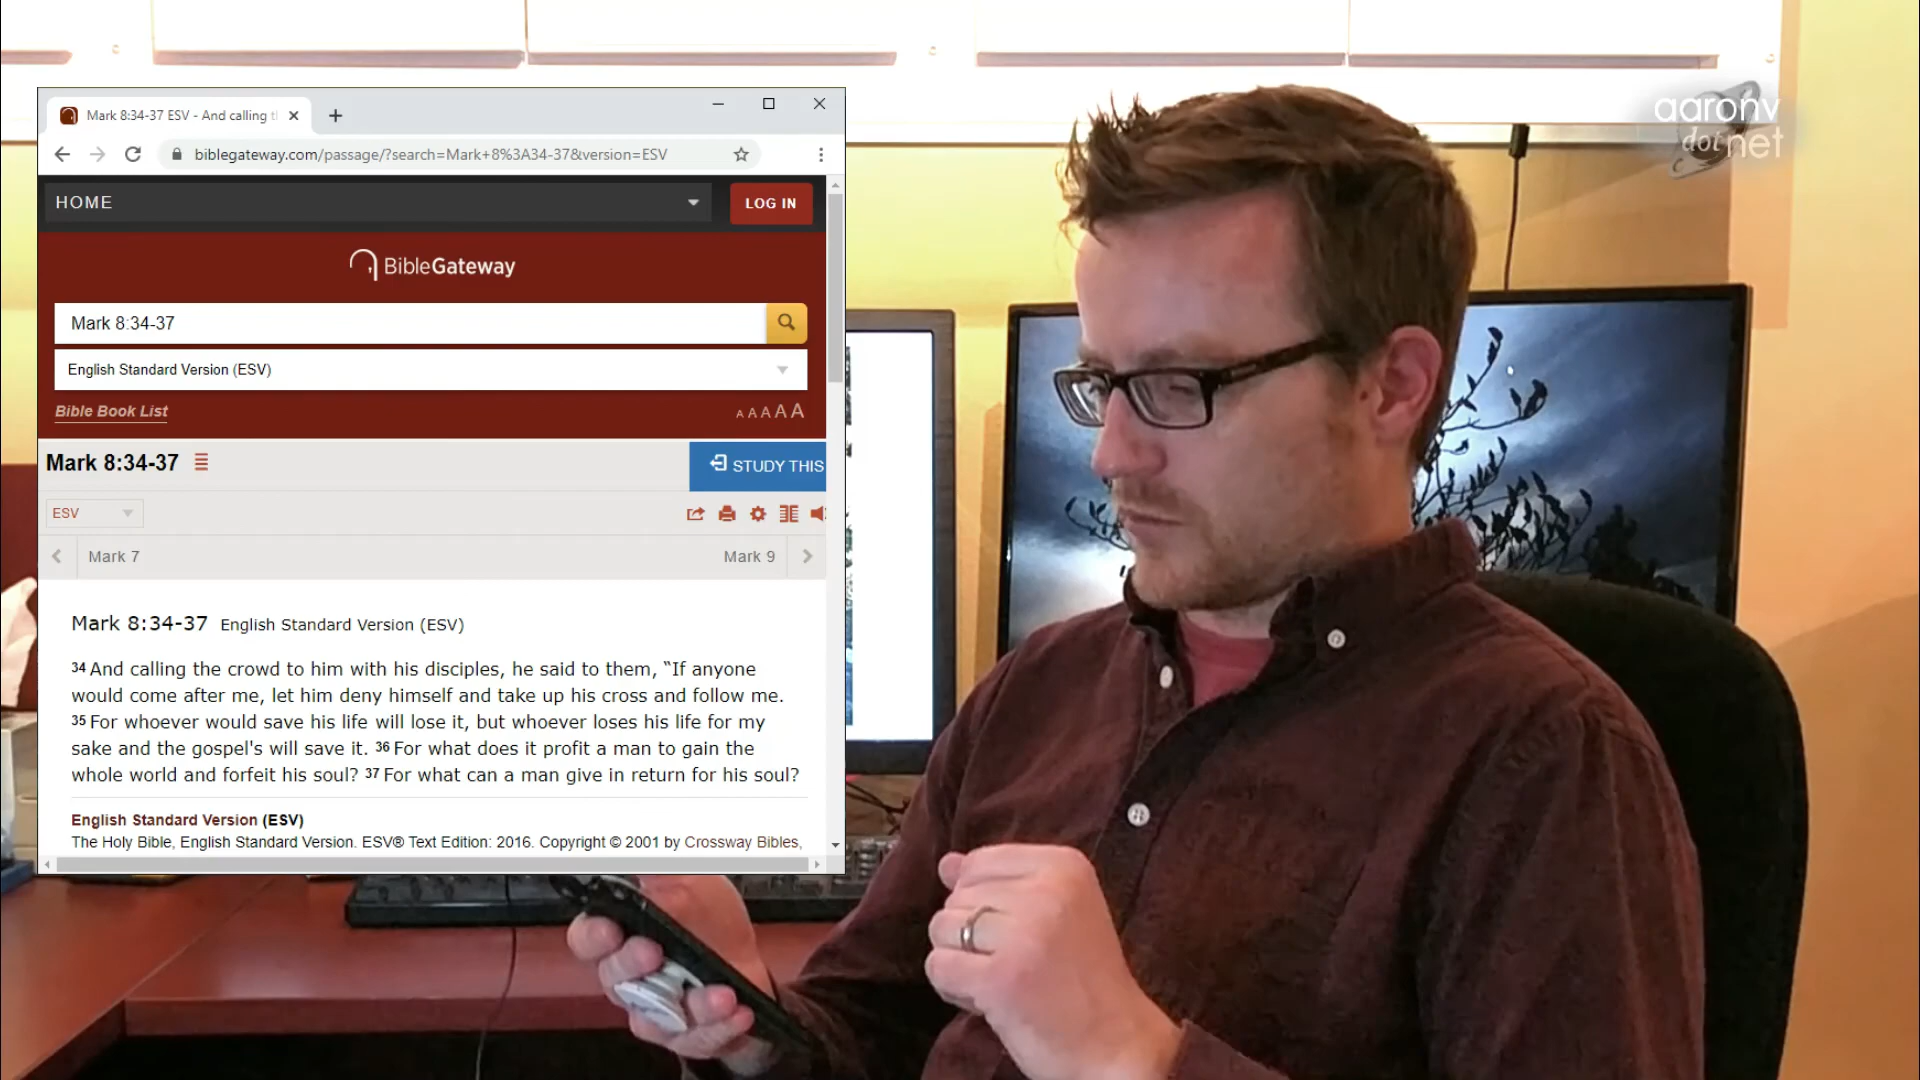 Mark 8:34-37 ESV - And calling t
biblegateway.com/passage/?search=Mark+8%3A34-37&version=ESV
HOME
LOG IN
BibleGateway
Mark 8:34-37
English Standard Version (ESV)
Bible Book List
A A A A A
Mark 8:34-37
STUDY THIS
ESV
Mark 7
Mark 9
Mark 8:34-37 English Standard Version (ESV)
34 And calling the crowd to him with his disciples, he said to them, “If anyone
would come after me, let him deny himself and take up his cross and follow me.
35 For whoever would save his life will lose it, but whoever loses his life for my
sake and the gospel's will save it. 36 For what does it profit a man to gain the
whole world and forfeit his soul? 37 For what can a man give in return for his soul?
English Standard Version (ESV)
The Holy Bible, English Standard Version. ESV® Text Edition: 2016. Copyright © 2001 by Crossway Bibles,
aaronv
dot net